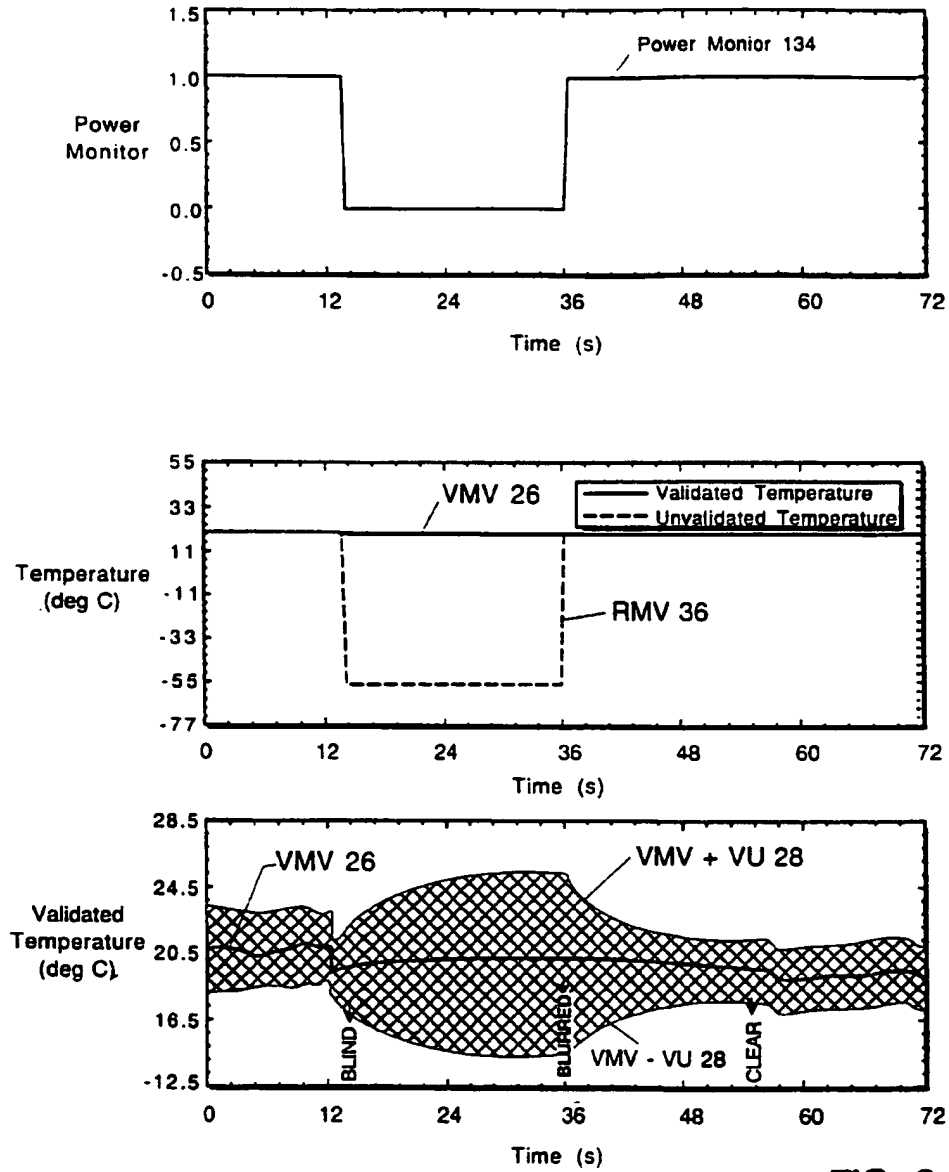 1.5
Power Monior 134
1.0
Power
Monitor
0.5
0.0
-0.5
0 12 24 36 48 60 72
Time (s)
55
VMV 26
Validated Temperature
33
Unvalidated Temperature
11
Temperature
(deg C)
-11
RMV 36
-33
-55
-77
0 12 24 36 48 60 72
Time (s)
28.5
VMV 26
VMV + VU 28
24.5
Validated
Temperature
(deg C)
20.5
16.5
BLIND
BLURRED
CLEAR
VMV - VU 28
-12.5
0 12 24 36 48 60 72
Time (s)